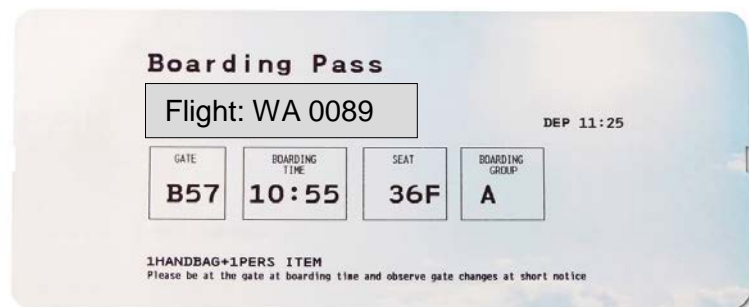 Boarding Pass
Flight: WA 0089
DEP 11:25
GATE
B57
BOARDING
TIME
10:55
SEAT
36F
BOARDING
GROUP
A
1HANDBAG+1PERS ITEM
Please be at the gate at boarding time and observe gate changes at short notice